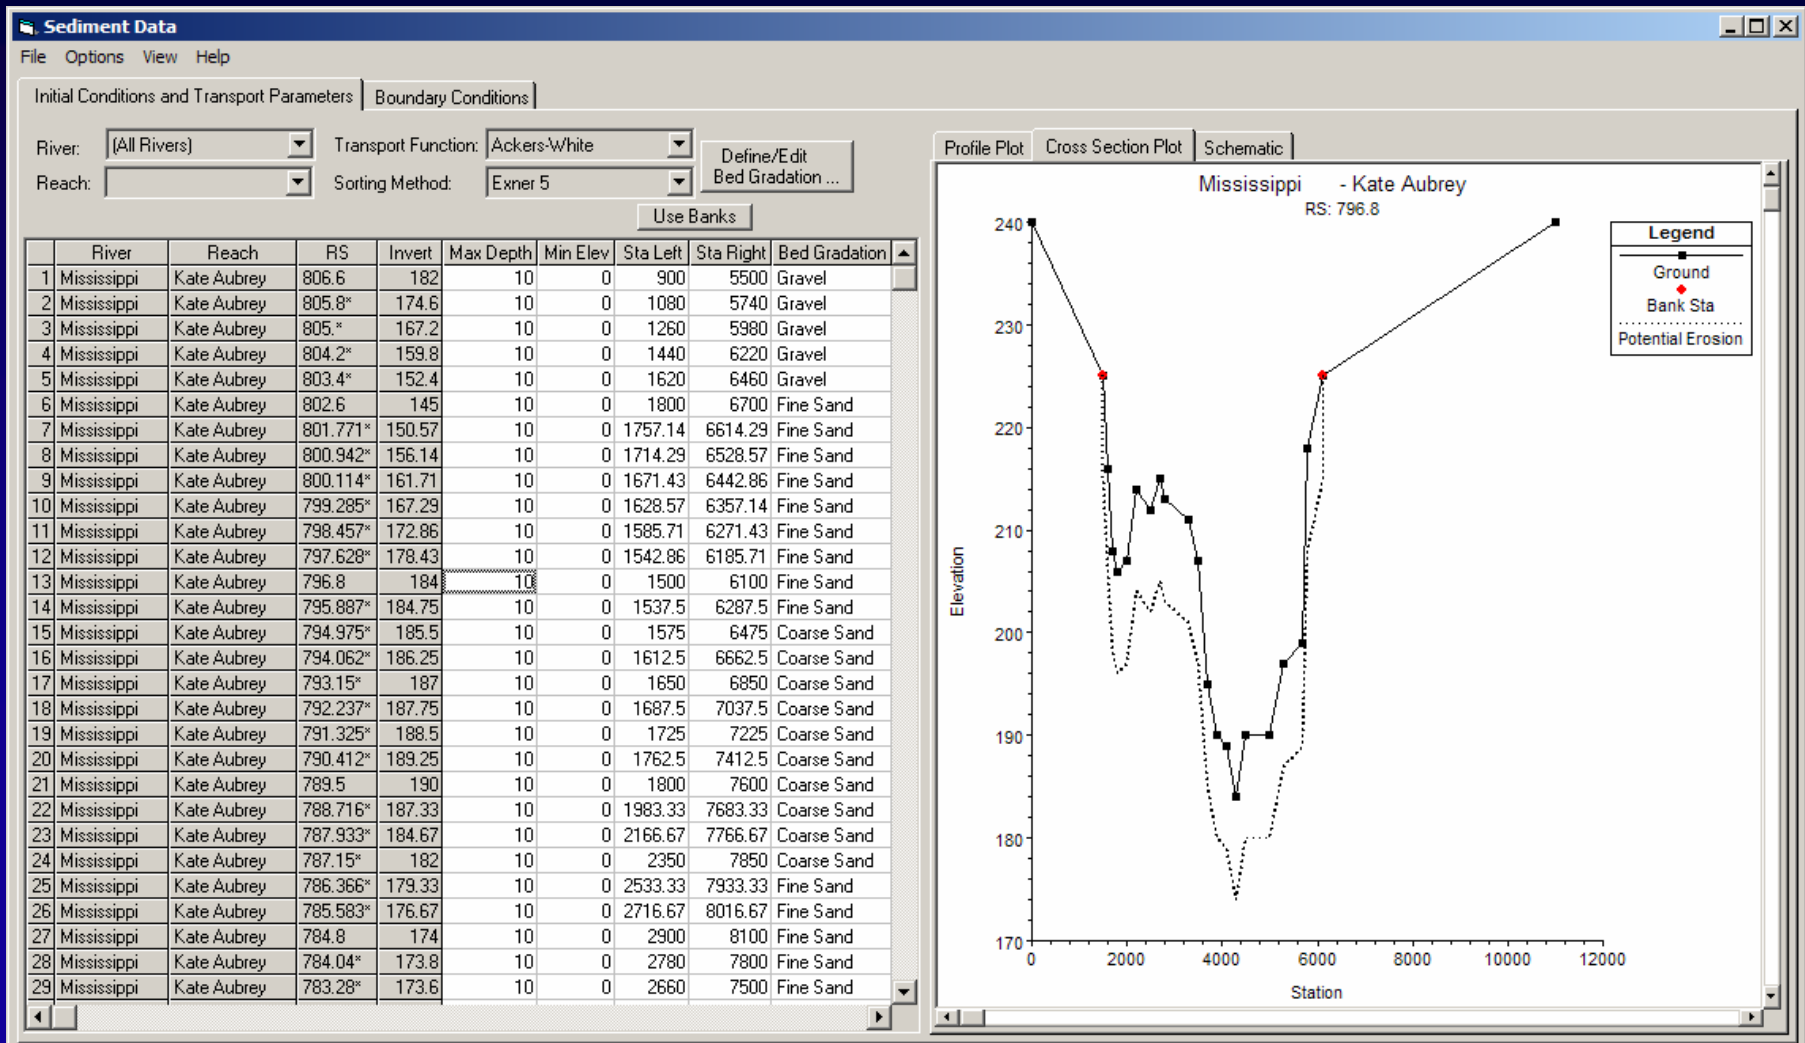 Sediment Data
File Options View Help
Initial Conditions and Transport Parameters Boundary Conditions
River: (All Rivers) Transport Function: Ackers-White Define/Edit Bed Gradation ...
Reach: Sorting Method: Exner 5
Use Banks
River Reach RS Invert Max Depth Min Elev Sta Left Sta Right Bed Gradation
1 Mississippi Kate Aubrey 806.6 182 10 0 900 5500 Gravel
2 Mississippi Kate Aubrey 805.8* 174.6 10 0 1080 5740 Gravel
3 Mississippi Kate Aubrey 805.* 167.2 10 0 1260 5980 Gravel
4 Mississippi Kate Aubrey 804.2* 159.8 10 0 1440 6220 Gravel
5 Mississippi Kate Aubrey 803.4* 152.4 10 0 1620 6460 Gravel
6 Mississippi Kate Aubrey 802.6 145 10 0 1800 6700 Fine Sand
7 Mississippi Kate Aubrey 801.771* 150.57 10 0 1757.14 6614.29 Fine Sand
8 Mississippi Kate Aubrey 800.942* 156.14 10 0 1714.29 6528.57 Fine Sand
9 Mississippi Kate Aubrey 800.114* 161.71 10 0 1671.43 6442.86 Fine Sand
10 Mississippi Kate Aubrey 799.285* 167.29 10 0 1628.57 6357.14 Fine Sand
11 Mississippi Kate Aubrey 798.457* 172.86 10 0 1585.71 6271.43 Fine Sand
12 Mississippi Kate Aubrey 797.628* 178.43 10 0 1542.86 6185.71 Fine Sand
13 Mississippi Kate Aubrey 796.8 184 10 0 1500 6100 Fine Sand
14 Mississippi Kate Aubrey 795.887* 184.75 10 0 1537.5 6287.5 Fine Sand
15 Mississippi Kate Aubrey 794.975* 185.5 10 0 1575 6475 Coarse Sand
16 Mississippi Kate Aubrey 794.062* 186.25 10 0 1612.5 6662.5 Coarse Sand
17 Mississippi Kate Aubrey 793.15* 187 10 0 1650 6850 Coarse Sand
18 Mississippi Kate Aubrey 792.237* 187.75 10 0 1687.5 7037.5 Coarse Sand
19 Mississippi Kate Aubrey 791.325* 188.5 10 0 1725 7225 Coarse Sand
20 Mississippi Kate Aubrey 790.412* 189.25 10 0 1762.5 7412.5 Coarse Sand
21 Mississippi Kate Aubrey 789.5 190 10 0 1800 7600 Coarse Sand
22 Mississippi Kate Aubrey 788.716* 187.33 10 0 1983.33 7683.33 Coarse Sand
23 Mississippi Kate Aubrey 787.933* 184.67 10 0 2166.67 7766.67 Coarse Sand
24 Mississippi Kate Aubrey 787.15* 182 10 0 2350 7850 Coarse Sand
25 Mississippi Kate Aubrey 786.366* 179.33 10 0 2533.33 7933.33 Fine Sand
26 Mississippi Kate Aubrey 785.583* 176.67 10 0 2716.67 8016.67 Fine Sand
27 Mississippi Kate Aubrey 784.8 174 10 0 2900 8100 Fine Sand
28 Mississippi Kate Aubrey 784.04* 173.8 10 0 2780 7800 Fine Sand
29 Mississippi Kate Aubrey 783.28* 173.6 10 0 2660 7500 Fine Sand
Profile Plot Cross Section Plot Schematic
Mississippi - Kate Aubrey
RS: 796.8
Legend
Ground
Bank Sta
Potential Erosion
Elevation
240
230
220
210
200
190
180
170
0 2000 4000 6000 8000 10000 12000
Station